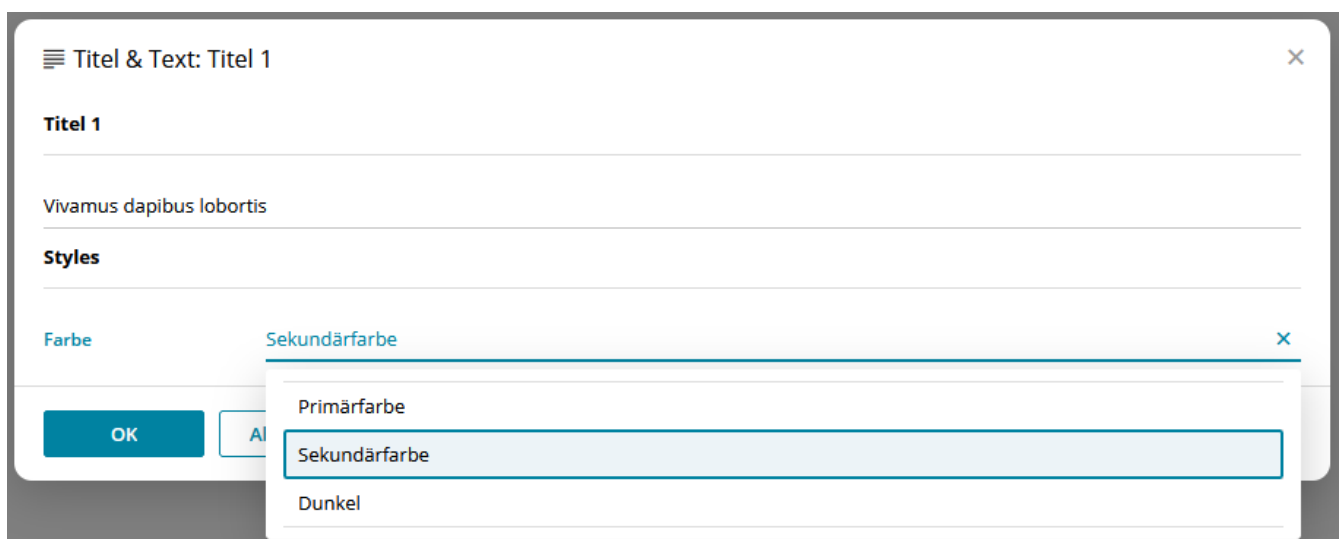 Titel & Text: Titel 1
Titel 1
Vivamus dapibus lobortis
Styles
Farbe Sekundärfarbe
Primärfarbe
OK
Sekundärfarbe
Dunkel